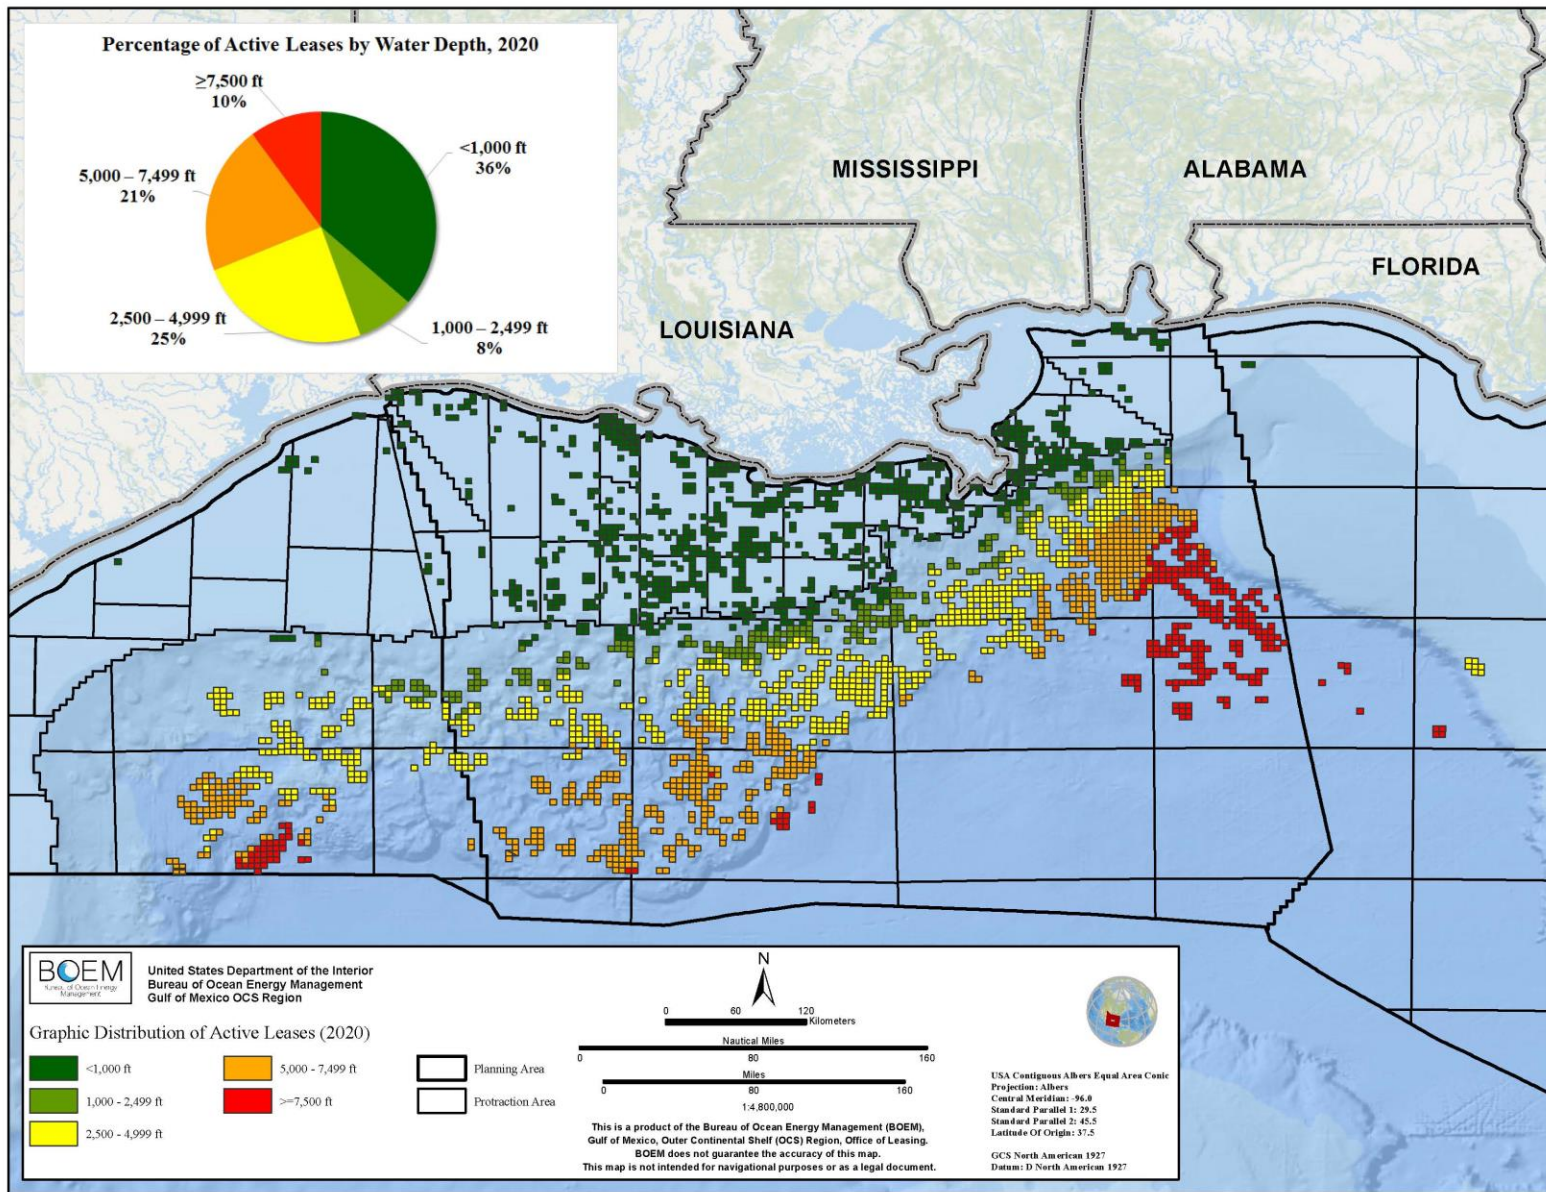 Percentage of Active Leases by Water Depth, 2020
≥7,500 ft
10%
<1,000 ft
36%
5,000 – 7,499 ft
21%
2,500 – 4,999 ft
25%
1,000 – 2,499 ft
8%
MISSISSIPPI
ALABAMA
FLORIDA
LOUISIANA
BOEM
Bureau of Ocean Energy
Management
United States Department of the Interior
Bureau of Ocean Energy Management
Gulf of Mexico OCS Region
Graphic Distribution of Active Leases (2020)
<1,000 ft
1,000 - 2,499 ft
2,500 - 4,999 ft
5,000 - 7,499 ft
>=7,500 ft
Planning Area
Protraction Area
N
0 60 120
Kilometers
Nautical Miles
0 80 160
Miles
0 80 160
1:4,800,000
This is a product of the Bureau of Ocean Energy Management (BOEM),
Gulf of Mexico, Outer Continental Shelf (OCS) Region, Office of Leasing.
BOEM does not guarantee the accuracy of this map.
This map is not intended for navigational purposes or as a legal document.
USA Contiguous Albers Equal Area Conic
Projection: Albers
Central Meridian: -96.0
Standard Parallel 1: 29.5
Standard Parallel 2: 45.5
Latitude Of Origin: 37.5
GCS North American 1927
Datum: D North American 1927